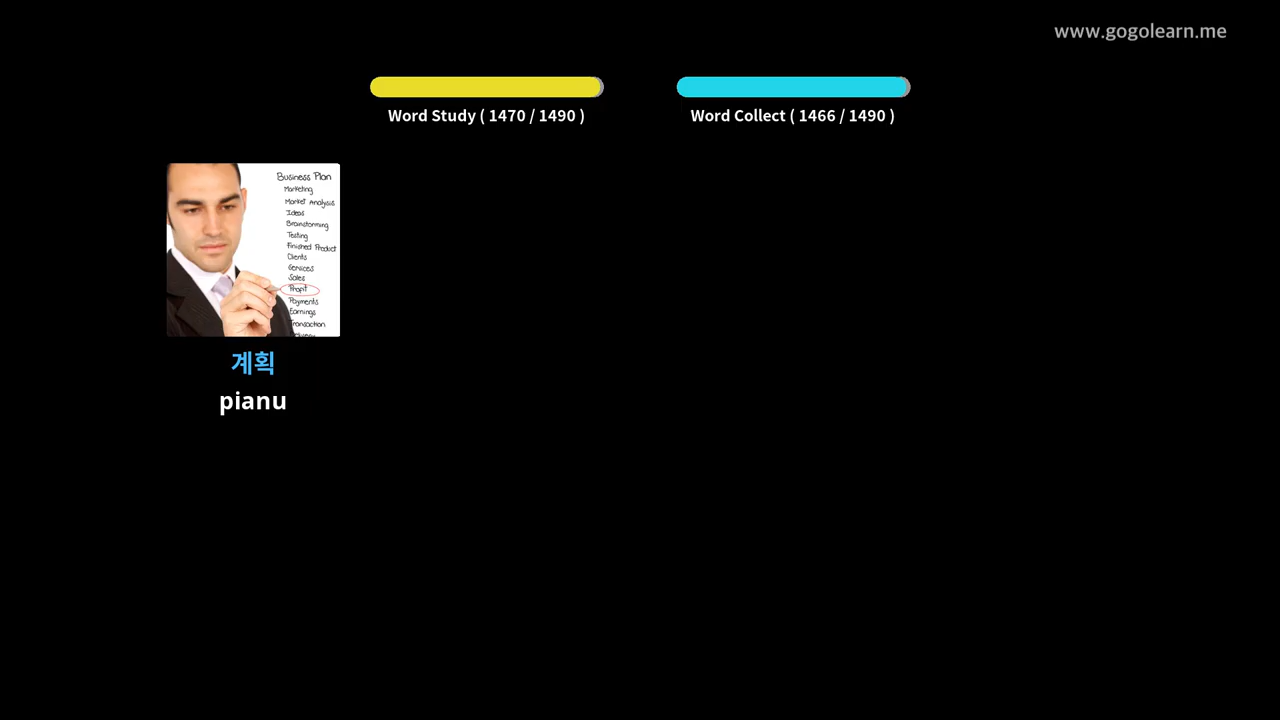 www.gogolearn.me
Word Study ( 1470 / 1490 )
Word Collect ( 1466 / 1490 )
Business Plan
Marketing
Market Analysis
Ideas
Brainstorming
Testing
Finished Product
Clients
Services
Sales
Profit
Payments
Earnings
Transaction
계획
pianu